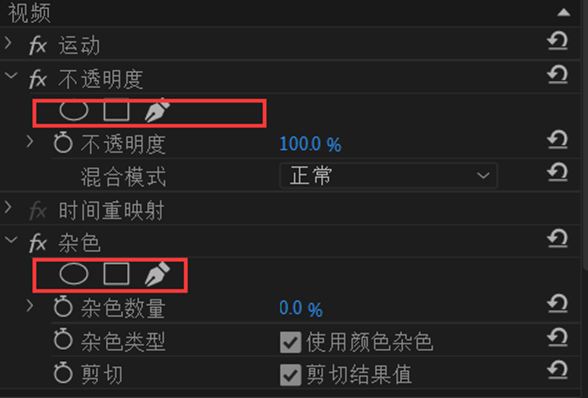 视频
fx 运动
fx 不透明度
不透明度 100.0 %
混合模式 正常
fx 时间重映射
fx 杂色
杂色数量 0.0 %
杂色类型 使用颜色杂色
剪切 剪切结果值